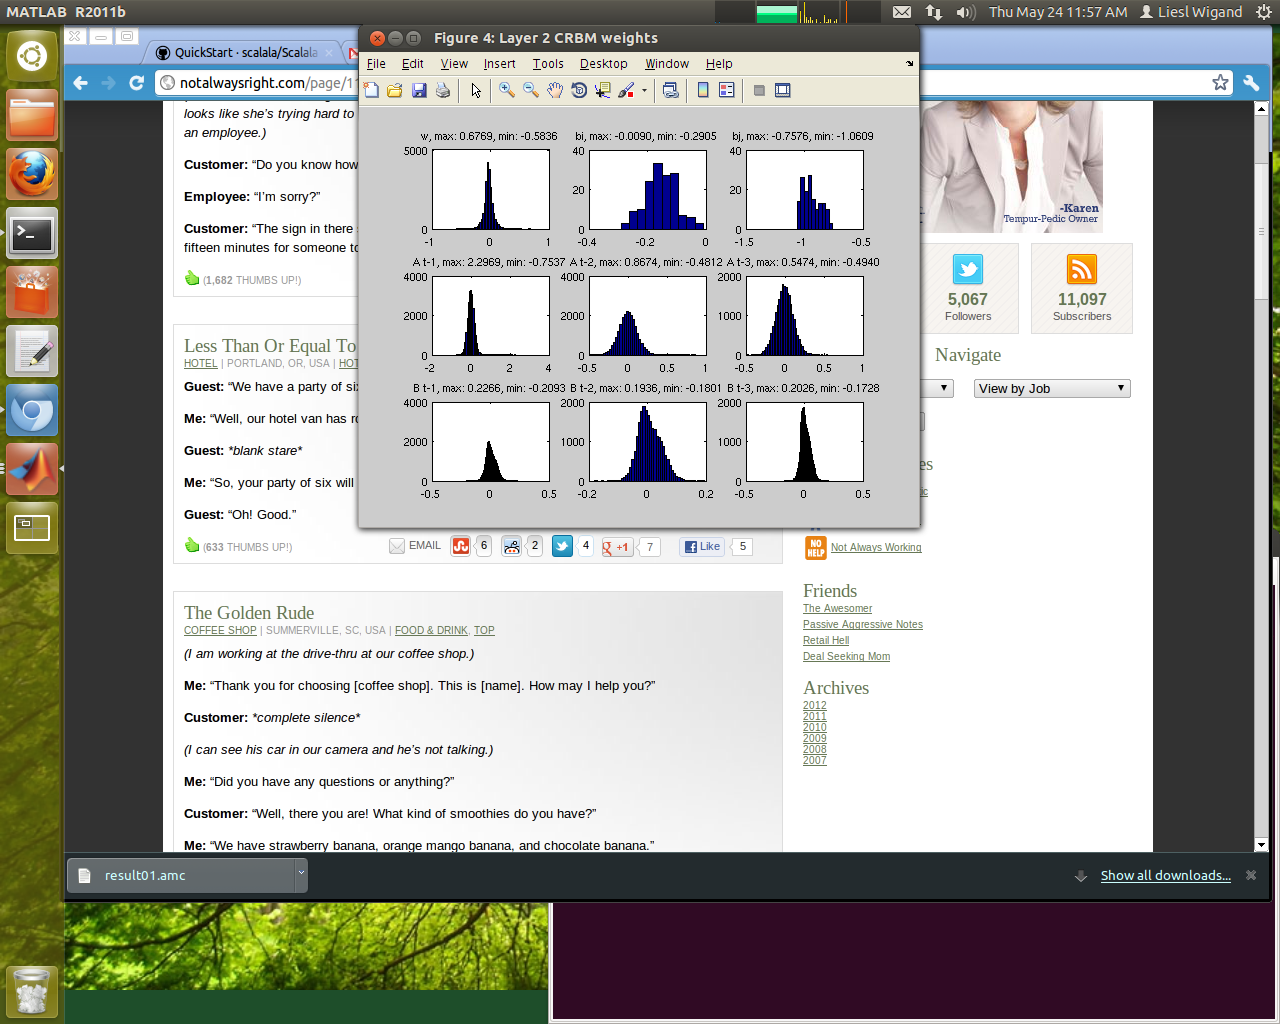 MATLAB R2011b
Thu May 24 11:57 AM
Liesl Wigand
QuickStart · scalala/Scalala
Figure 4: Layer 2 CRBM weights
File Edit View Insert Tools Desktop Window Help
notalwaysright.com/page/11
looks like she's trying hard to
an employee.)
Customer: “Do you know how
Employee: “I'm sorry?”
Customer: “The sign in there
fifteen minutes for someone to
(1,682 THUMBS UP!)
Less Than Or Equal To
HOTEL | PORTLAND, OR, USA | HOT
Guest: “We have a party of six
Me: “Well, our hotel van has ro
Guest: *blank stare*
Me: “So, your party of six will
Guest: “Oh! Good.”
(633 THUMBS UP!)
EMAIL 6 2 4 +1 7 Like 5
w, max: 0.6769, min: -0.5836
5000
0
-1 0 1
bi, max: -0.0090, min: -0.2905
40
20
0
-0.4 -0.2 0
bj, max: -0.7576, min: -1.0609
40
20
0
-1.5 -1 -0.5
A t-1, max: 2.2969, min: -0.7537
4000
2000
0
-2 0 2 4
A t-2, max: 0.8674, min: -0.4812
4000
2000
0
-0.5 0 0.5 1
A t-3, max: 0.5474, min: -0.4940
2000
1000
0
-0.5 0 0.5 1
B t-1, max: 0.2266, min: -0.2093
4000
2000
0
-0.5 0 0.5
B t-2, max: 0.1936, min: -0.1801
2000
1000
0
-0.2 0 0.2
B t-3, max: 0.2026, min: -0.1728
2000
1000
0
-0.5 0 0.5
-Karen
Tempur-Pedic Owner
5,067
Followers
11,097
Subscribers
Navigate
View by Job
es
ic
NO HELP
Not Always Working
Friends
The Awesomer
Passive Aggressive Notes
Retail Hell
Deal Seeking Mom
Archives
2012
2011
2010
2009
2008
2007
The Golden Rude
COFFEE SHOP | SUMMERVILLE, SC, USA | FOOD & DRINK, TOP
(I am working at the drive-thru at our coffee shop.)
Me: “Thank you for choosing [coffee shop]. This is [name]. How may I help you?”
Customer: *complete silence*
(I can see his car in our camera and he's not talking.)
Me: “Did you have any questions or anything?”
Customer: “Well, there you are! What kind of smoothies do you have?”
Me: “We have strawberry banana, orange mango banana, and chocolate banana.”
result01.amc
Show all downloads...